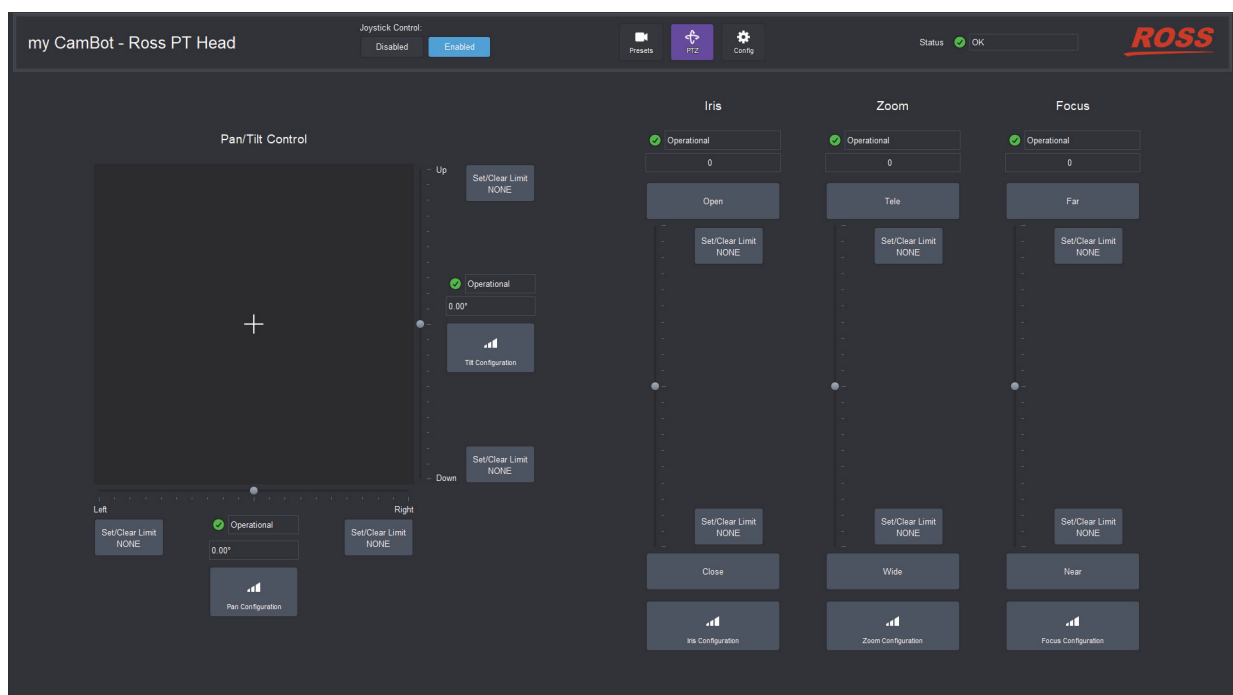 my CamBot - Ross PT Head
Joystick Control:
Disabled
Enabled
Presets
PTZ
Config
Status
OK
ROSS
Pan/Tilt Control
Up
Set/Clear Limit
NONE
Operational
0.00°
Tilt Configuration
Set/Clear Limit
NONE
Down
Left
Right
Set/Clear Limit
NONE
Operational
0.00°
Set/Clear Limit
NONE
Pan Configuration
Iris
Operational
0
Open
Set/Clear Limit
NONE
Set/Clear Limit
NONE
Close
Iris Configuration
Zoom
Operational
0
Tele
Set/Clear Limit
NONE
Set/Clear Limit
NONE
Wide
Zoom Configuration
Focus
Operational
0
Far
Set/Clear Limit
NONE
Set/Clear Limit
NONE
Near
Focus Configuration